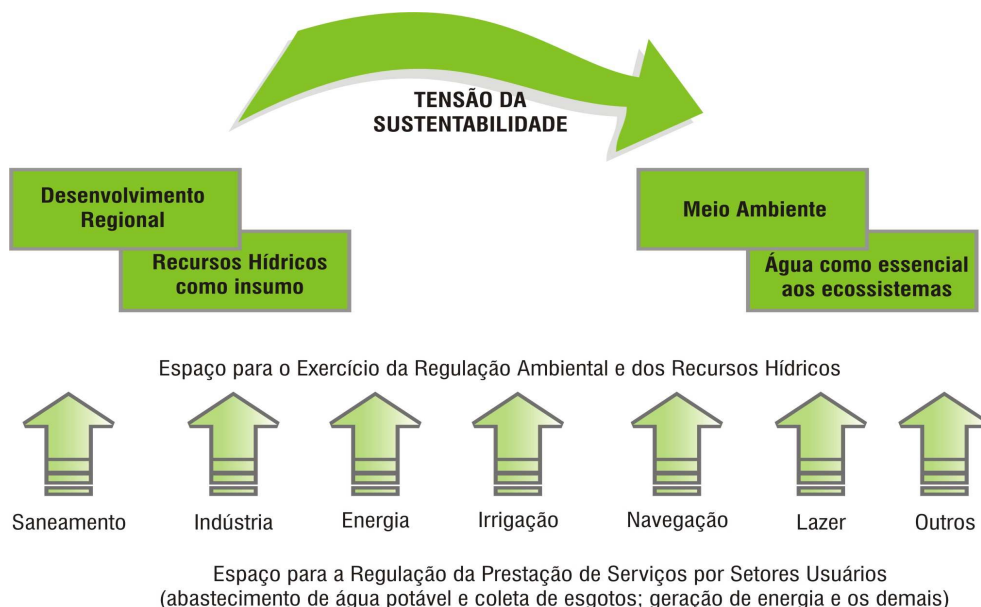 TENSÃO DA
SUSTENTABILIDADE
Desenvolvimento
Regional
Recursos Hídricos
como insumo
Meio Ambiente
Água como essencial
aos ecossistemas
Espaço para o Exercício da Regulação Ambiental e dos Recursos Hídricos
Saneamento Indústria Energia Irrigação Navegação Lazer Outros
Espaço para a Regulação da Prestação de Serviços por Setores Usuários
(abastecimento de água potável e coleta de esgotos; geração de energia e os demais)